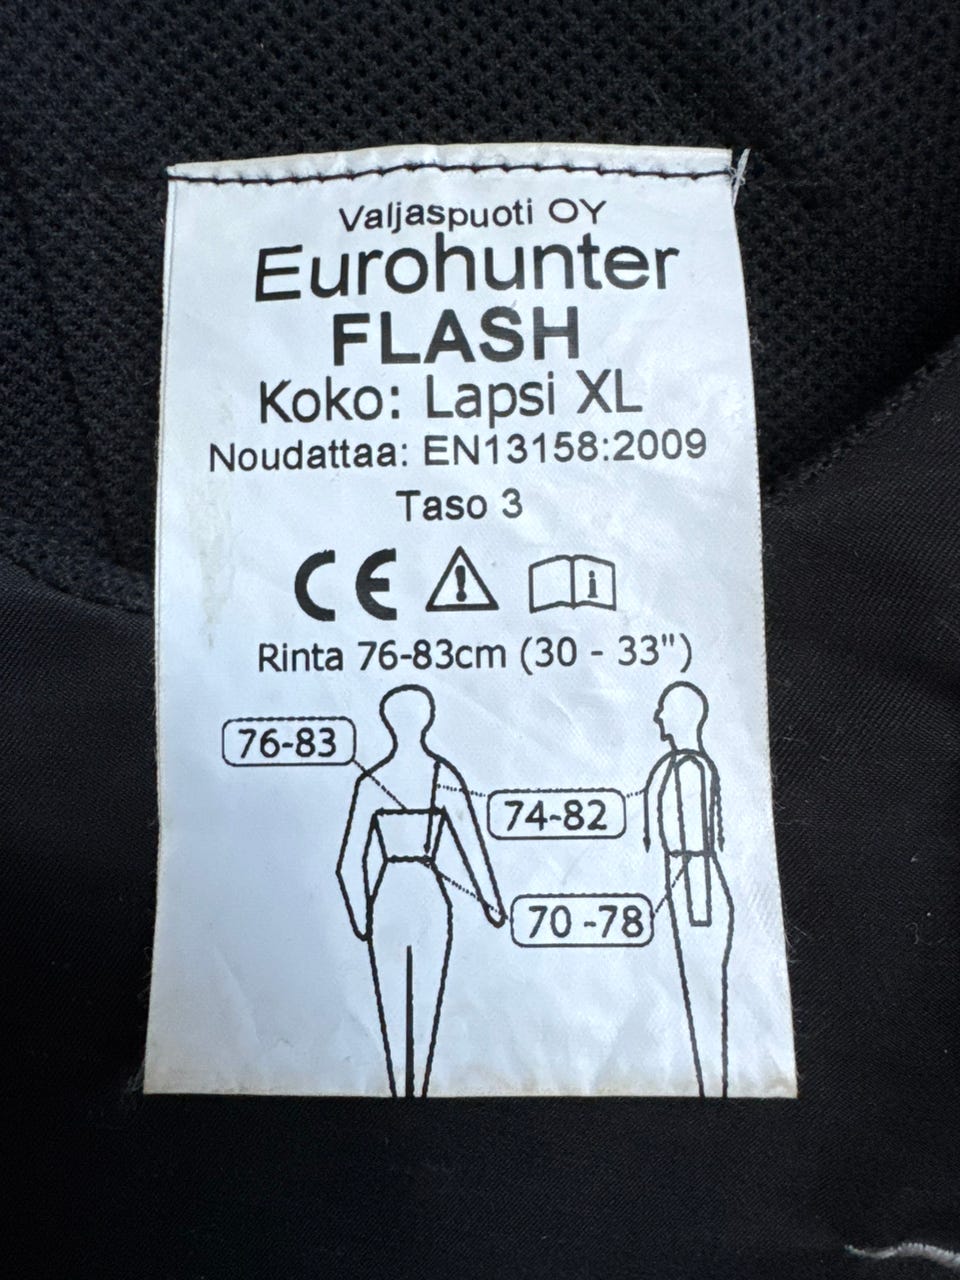 Valjaspuoti OY
Eurohunter
FLASH
Koko: Lapsi XL
Noudattaa: EN13158:2009
Taso 3
CE
i
Rinta 76-83cm (30 - 33")
76-83
74-82
70 -78